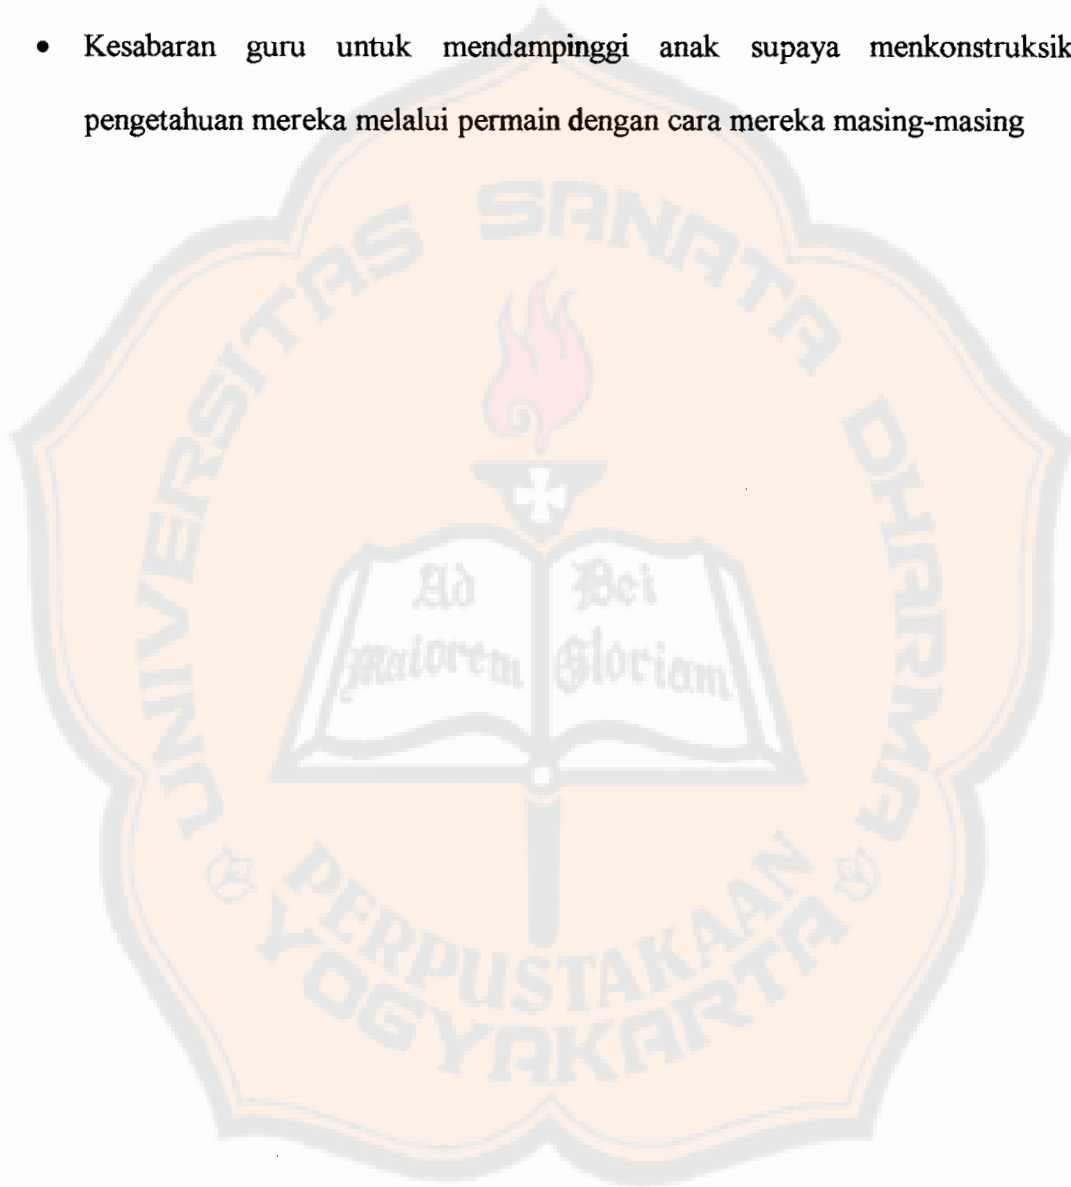 • Kesabaran guru untuk mendampinggi anak supaya menkonstruksik
pengetahuan mereka melalui permain dengan cara mereka masing-masing
UNIVERSITAS SANATA DHARMA
Ad Dei
Maiorem Gloriam
PERPUSTAKAAN
YOGYAKARTA